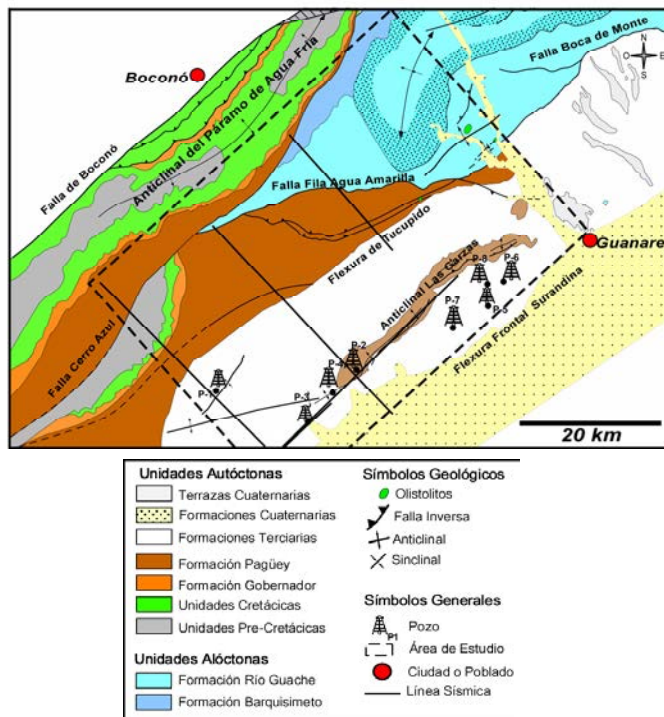 Falla Boca de Monte
N
O E
S
Boconó
Anticlinal del Páramo de Agua Fría
Falla de Boconó
Falla Fila Agua Amarilla
Flexura de Tucupido
Guanare
Anticlinal Las Garzas
P-8
P-6
P-5
P-7
Flexura Frontal Surandina
Falla Cerro Azul
P-2
P-4
P-1
P-3
20 km
Unidades Autóctonas
Terrazas Cuaternarias
Formaciones Cuaternarias
Formaciones Terciarias
Formación Pagüey
Formación Gobernador
Unidades Cretácicas
Unidades Pre-Cretácicas
Unidades Alóctonas
Formación Río Guache
Formación Barquisimeto
Símbolos Geológicos
Olistolitos
Falla Inversa
Anticlinal
Sinclinal
Símbolos Generales
Pozo
P1
Área de Estudio
Ciudad o Poblado
Línea Sísmica